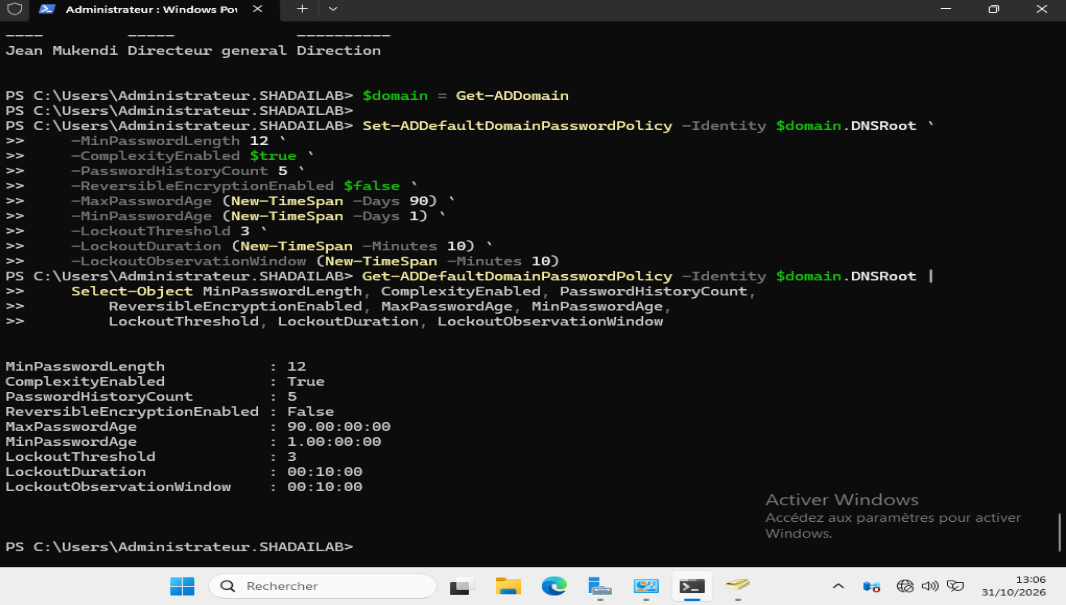 Administrateur : Windows Pov
____ _____ __________
Jean Mukendi Directeur general Direction
PS C:\Users\Administrateur.SHADAILAB> $domain = Get-ADDomain
PS C:\Users\Administrateur.SHADAILAB>
PS C:\Users\Administrateur.SHADAILAB> Set-ADDefaultDomainPasswordPolicy -Identity $domain.DNSRoot `
>>     -MinPasswordLength 12 `
>>     -ComplexityEnabled $true `
>>     -PasswordHistoryCount 5 `
>>     -ReversibleEncryptionEnabled $false `
>>     -MaxPasswordAge (New-TimeSpan -Days 90) `
>>     -MinPasswordAge (New-TimeSpan -Days 1) `
>>     -LockoutThreshold 3 `
>>     -LockoutDuration (New-TimeSpan -Minutes 10) `
>>     -LockoutObservationWindow (New-TimeSpan -Minutes 10)
PS C:\Users\Administrateur.SHADAILAB> Get-ADDefaultDomainPasswordPolicy -Identity $domain.DNSRoot |
>>     Select-Object MinPasswordLength, ComplexityEnabled, PasswordHistoryCount,
>>         ReversibleEncryptionEnabled, MaxPasswordAge, MinPasswordAge,
>>         LockoutThreshold, LockoutDuration, LockoutObservationWindow
MinPasswordLength           : 12
ComplexityEnabled           : True
PasswordHistoryCount        : 5
ReversibleEncryptionEnabled : False
MaxPasswordAge              : 90.00:00:00
MinPasswordAge              : 1.00:00:00
LockoutThreshold            : 3
LockoutDuration             : 00:10:00
LockoutObservationWindow    : 00:10:00
Activer Windows
Accédez aux paramètres pour activer
Windows.
PS C:\Users\Administrateur.SHADAILAB>
Rechercher
13:06
31/10/2026